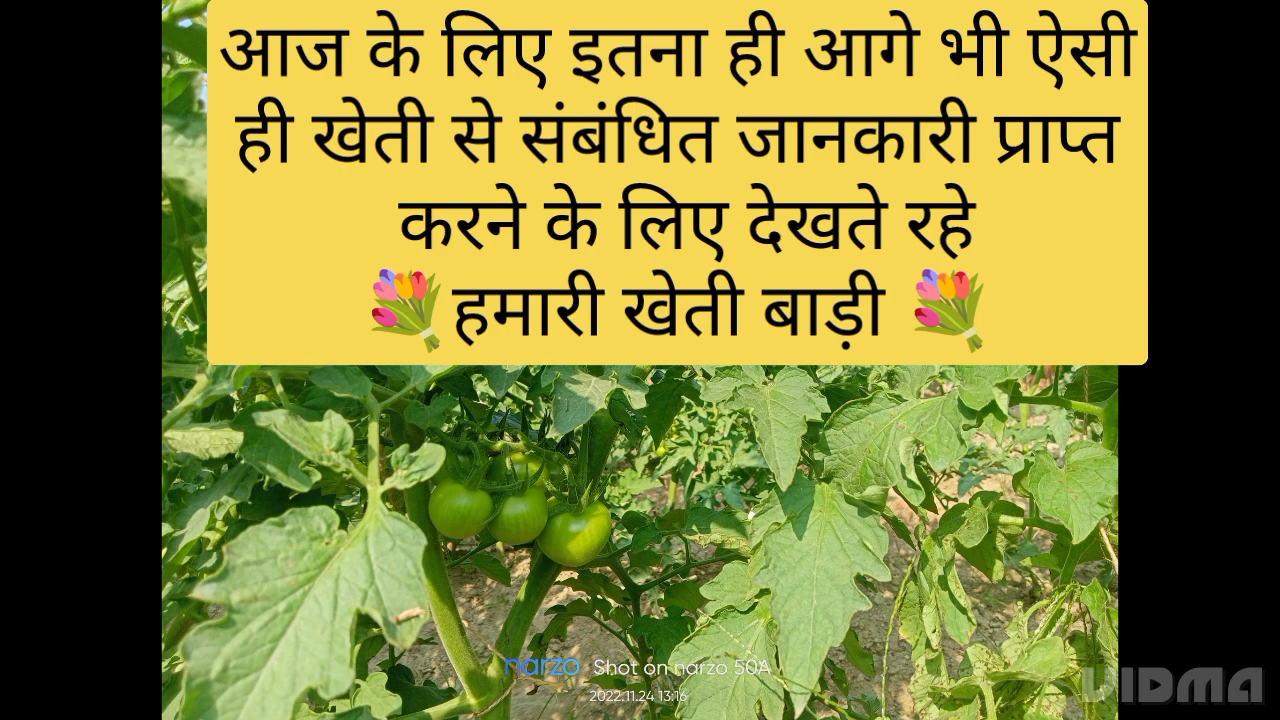 आज के लिए इतना ही आगे भी ऐसी
ही खेती से संबंधित जानकारी प्राप्त
करने के लिए देखते रहे
💐हमारी खेती बाड़ी 💐
narzo Shot on narzo 50A
2022.11.24 13:16
VIDMA